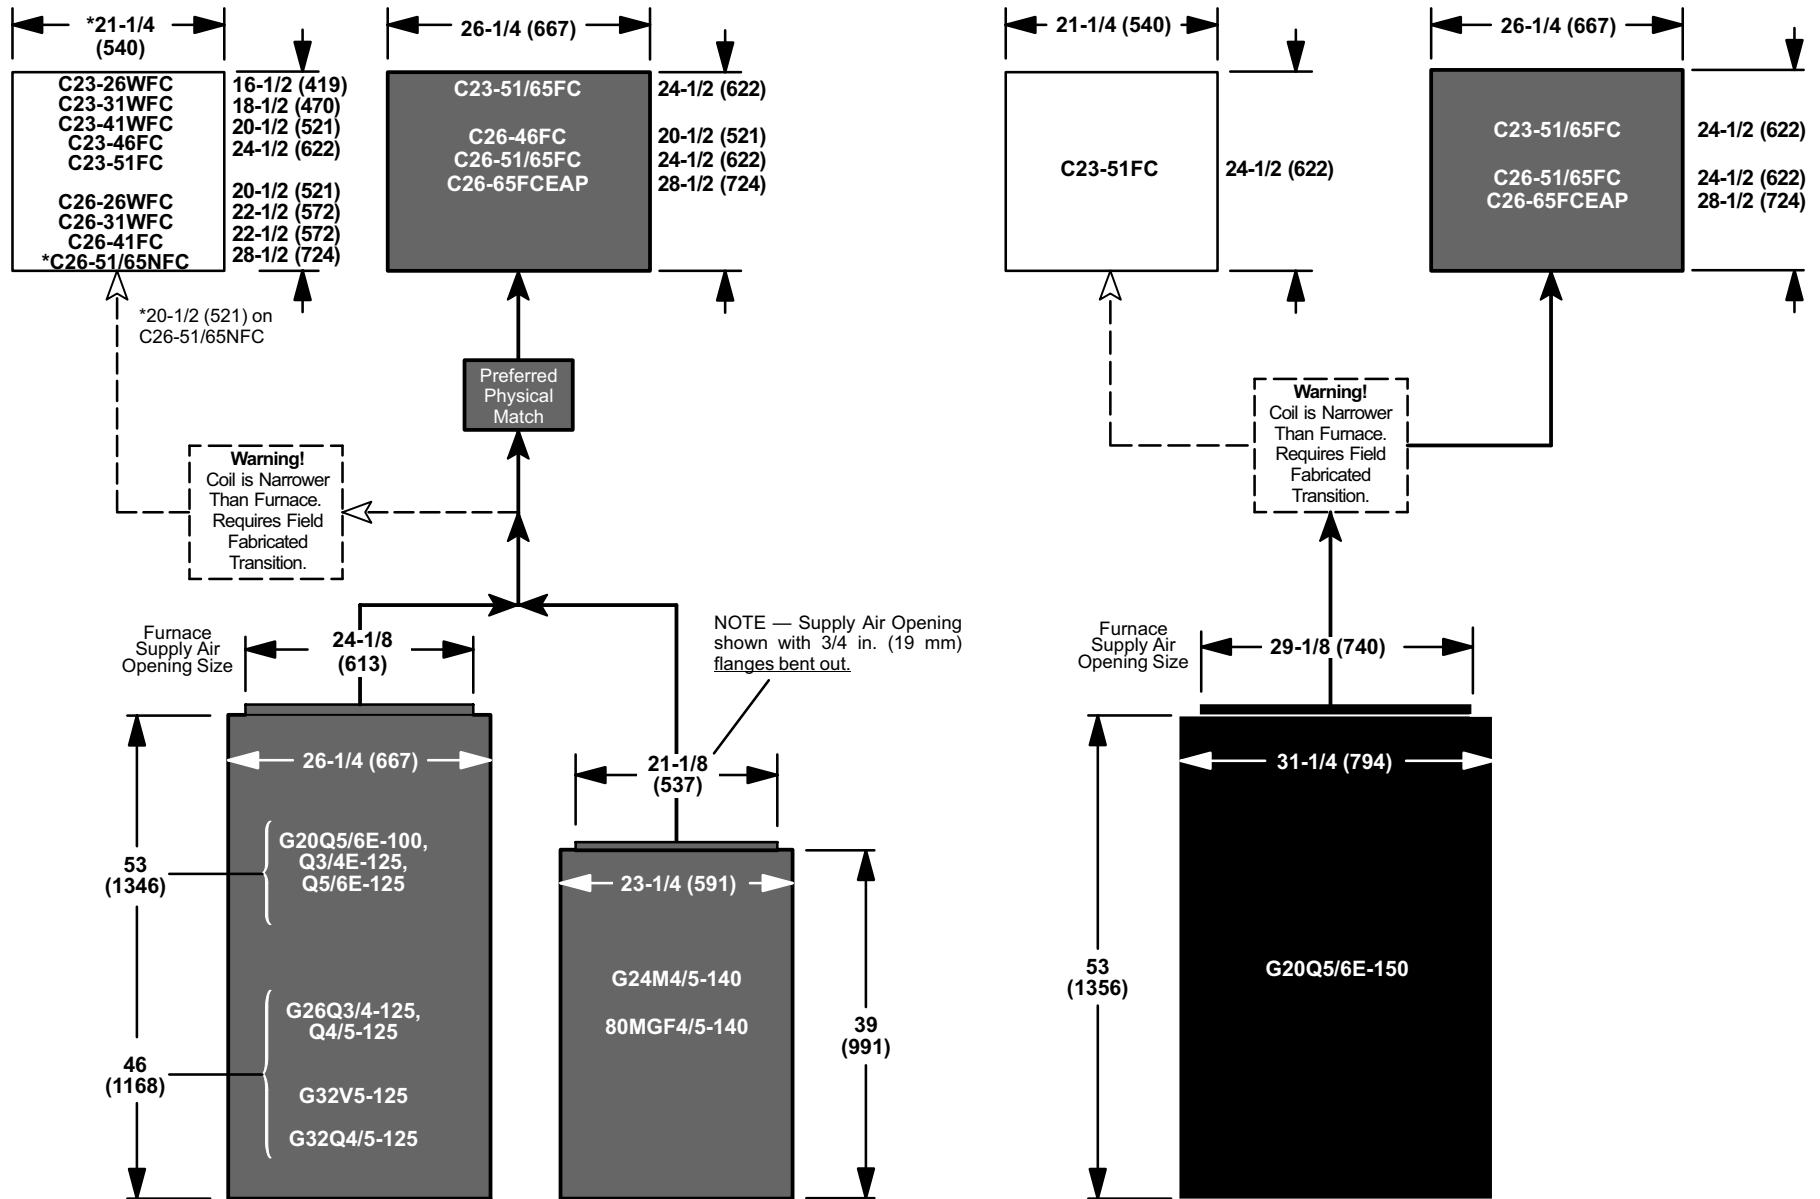 *21-1/4
(540)
C23-26WFC
C23-31WFC
C23-41WFC
C23-46FC
C23-51FC
C26-26WFC
C26-31WFC
C26-41FC
*C26-51/65NFC
16-1/2 (419)
18-1/2 (470)
20-1/2 (521)
24-1/2 (622)
20-1/2 (521)
22-1/2 (572)
22-1/2 (572)
28-1/2 (724)
*20-1/2 (521) on
C26-51/65NFC
26-1/4 (667)
C23-51/65FC
C26-46FC
C26-51/65FC
C26-65FCEAP
24-1/2 (622)
20-1/2 (521)
24-1/2 (622)
28-1/2 (724)
Preferred
Physical
Match
Warning!
Coil is Narrower
Than Furnace.
Requires Field
Fabricated
Transition.
Furnace
Supply Air
Opening Size
24-1/8
(613)
NOTE — Supply Air Opening
shown with 3/4 in. (19 mm)
flanges bent out.
26-1/4 (667)
53
(1346)
G20Q5/6E-100,
Q3/4E-125,
Q5/6E-125
46
(1168)
G26Q3/4-125,
Q4/5-125
G32V5-125
G32Q4/5-125
21-1/8
(537)
23-1/4 (591)
G24M4/5-140
80MGF4/5-140
39
(991)
21-1/4 (540)
C23-51FC
24-1/2 (622)
26-1/4 (667)
C23-51/65FC
C26-51/65FC
C26-65FCEAP
24-1/2 (622)
24-1/2 (622)
28-1/2 (724)
Warning!
Coil is Narrower
Than Furnace.
Requires Field
Fabricated
Transition.
Furnace
Supply Air
Opening Size
29-1/8 (740)
31-1/4 (794)
53
(1356)
G20Q5/6E-150